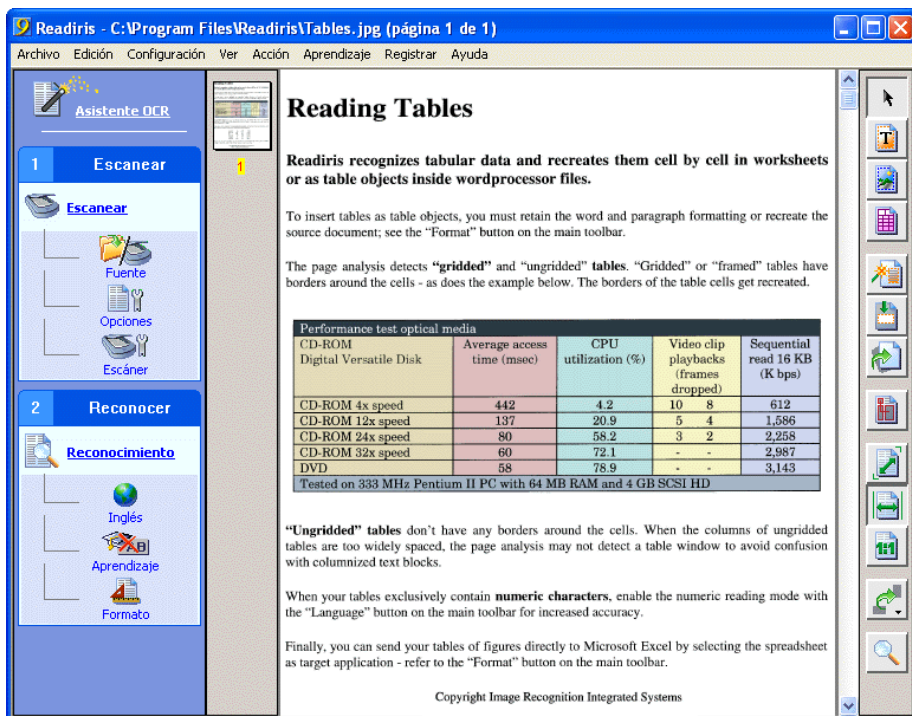 Readiris - C:\Program Files\Readiris\Tables.jpg (página 1 de 1)
Archivo Edición Configuración Ver Acción Aprendizaje Registrar Ayuda
Asistente OCR
1 Escanear
Escanear
Fuente
Opciones
Escáner
2 Reconocer
Reconocimiento
Inglés
Aprendizaje
Formato
1
Reading Tables
Readiris recognizes tabular data and recreates them cell by cell in worksheets
or as table objects inside wordprocessor files.
To insert tables as table objects, you must retain the word and paragraph formatting or recreate the
source document; see the “Format” button on the main toolbar.
The page analysis detects “gridded” and “ungridded” tables. “Gridded” or “framed” tables have
borders around the cells - as does the example below. The borders of the table cells get recreated.
Performance test optical media
CD-ROM Average access CPU Video clip Sequential
Digital Versatile Disk time (msec) utilization (%) playbacks read 16 KB
(frames (K bps)
dropped)
CD-ROM 4x speed 442 4.2 10 8 612
CD-ROM 12x speed 137 20.9 5 4 1,586
CD-ROM 24x speed 80 58.2 3 2 2,258
CD-ROM 32x speed 60 72.1 - - 2,987
DVD 58 78.9 - - 3,143
Tested on 333 MHz Pentium II PC with 64 MB RAM and 4 GB SCSI HD
“Ungridded” tables don’t have any borders around the cells. When the columns of ungridded
tables are too widely spaced, the page analysis may not detect a table window to avoid confusion
with columnized text blocks.
When your tables exclusively contain numeric characters, enable the numeric reading mode with
the “Language” button on the main toolbar for increased accuracy.
Finally, you can send your tables of figures directly to Microsoft Excel by selecting the spreadsheet
as target application - refer to the “Format” button on the main toolbar.
Copyright Image Recognition Integrated Systems
T
1:1